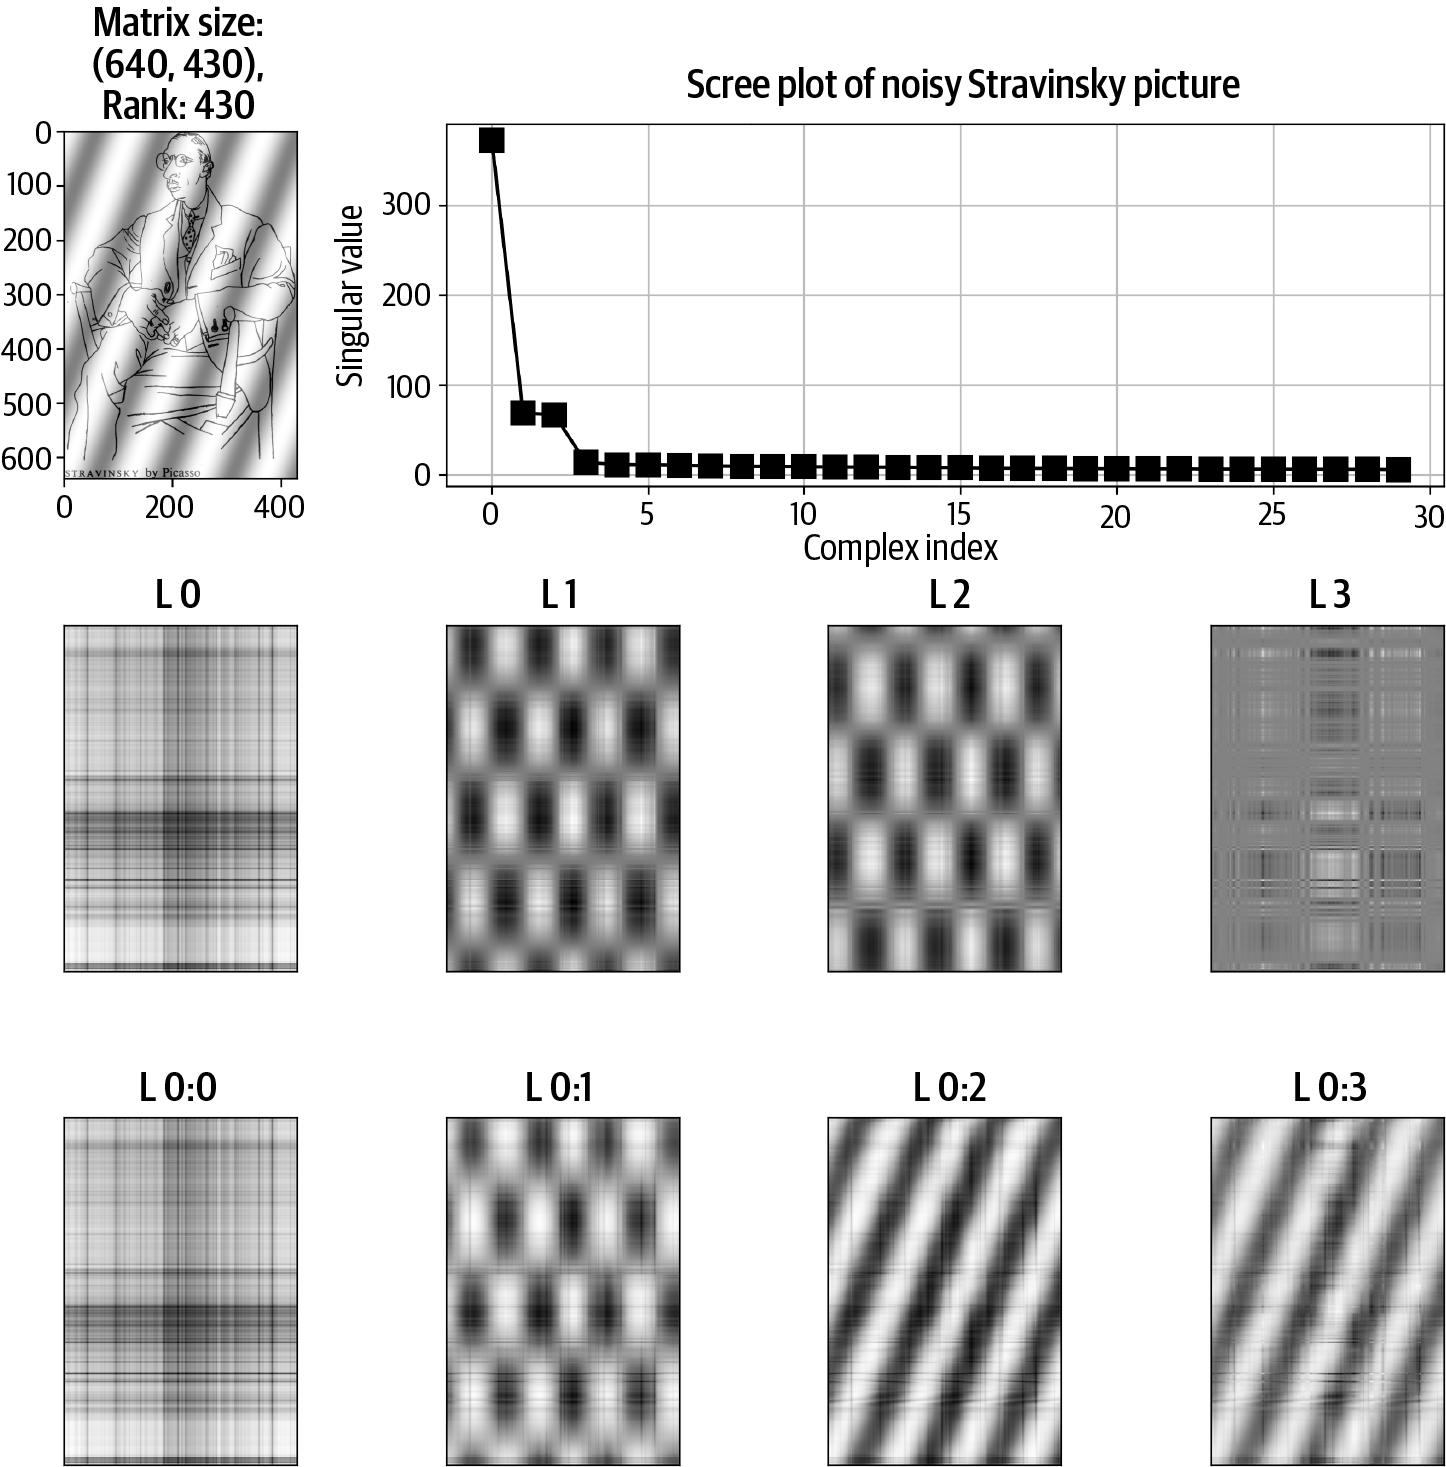 Matrix size:
(640, 430),
Rank: 430
0
100
200
300
400
500
600
0
200
400
STRAVINSKY by Picasso
Scree plot of noisy Stravinsky picture
Singular value
300
200
100
0
0
5
10
15
20
25
30
Complex index
L 0
L 1
L 2
L 3
L 0:0
L 0:1
L 0:2
L 0:3